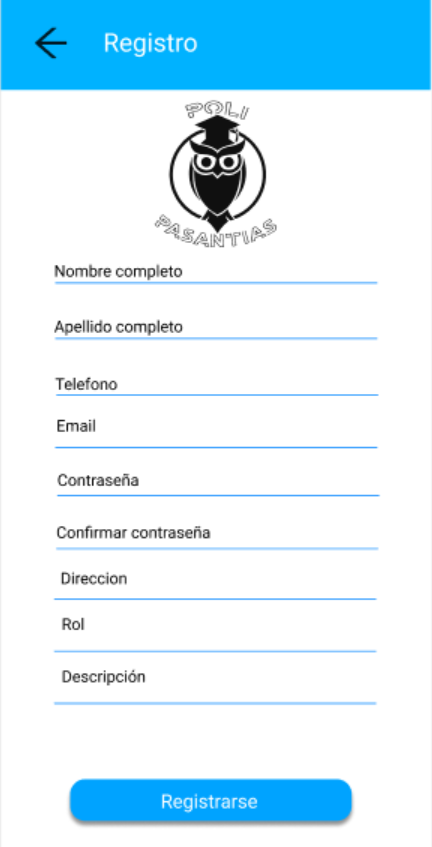 Registro
POLI
PASANTIAS
Nombre completo
Apellido completo
Telefono
Email
Contraseña
Confirmar contraseña
Direccion
Rol
Descripción
Registrarse